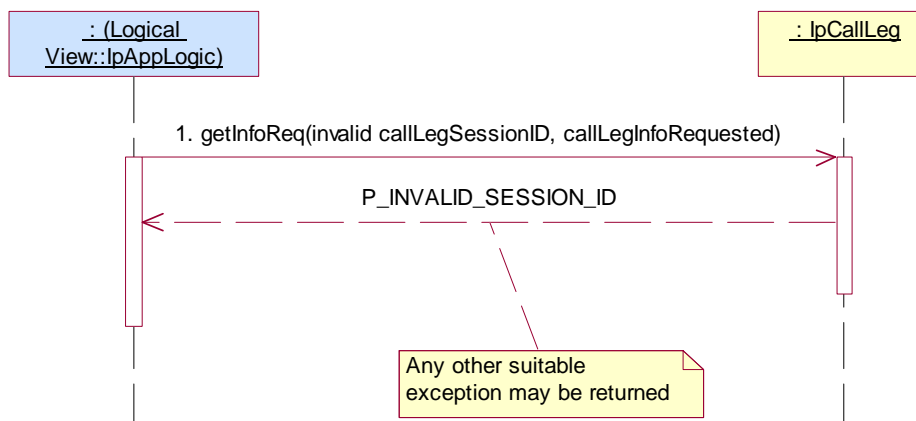 : (Logical
View::IpAppLogic)
: IpCallLeg
1. getInfoReq(invalid callLegSessionID, callLegInfoRequested)
P_INVALID_SESSION_ID
Any other suitable
exception may be returned